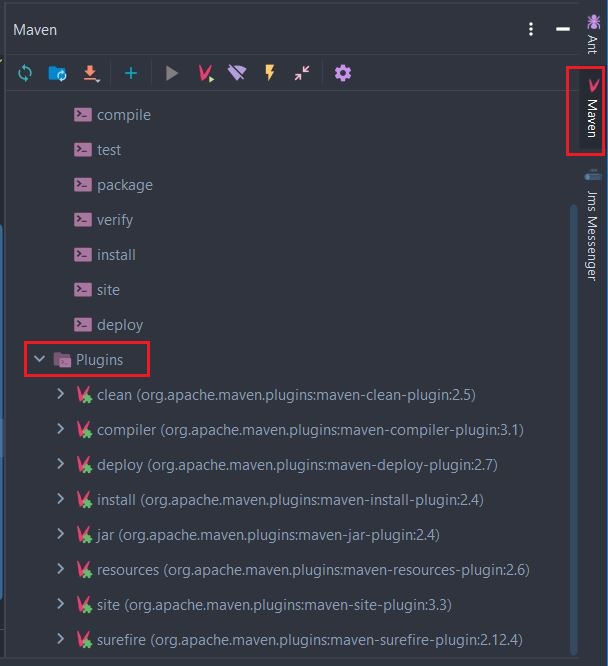 Maven
Ant
Maven
Jms Messenger
compile
test
package
verify
install
site
deploy
Plugins
clean (org.apache.maven.plugins:maven-clean-plugin:2.5)
compiler (org.apache.maven.plugins:maven-compiler-plugin:3.1)
deploy (org.apache.maven.plugins:maven-deploy-plugin:2.7)
install (org.apache.maven.plugins:maven-install-plugin:2.4)
jar (org.apache.maven.plugins:maven-jar-plugin:2.4)
resources (org.apache.maven.plugins:maven-resources-plugin:2.6)
site (org.apache.maven.plugins:maven-site-plugin:3.3)
surefire (org.apache.maven.plugins:maven-surefire-plugin:2.12.4)